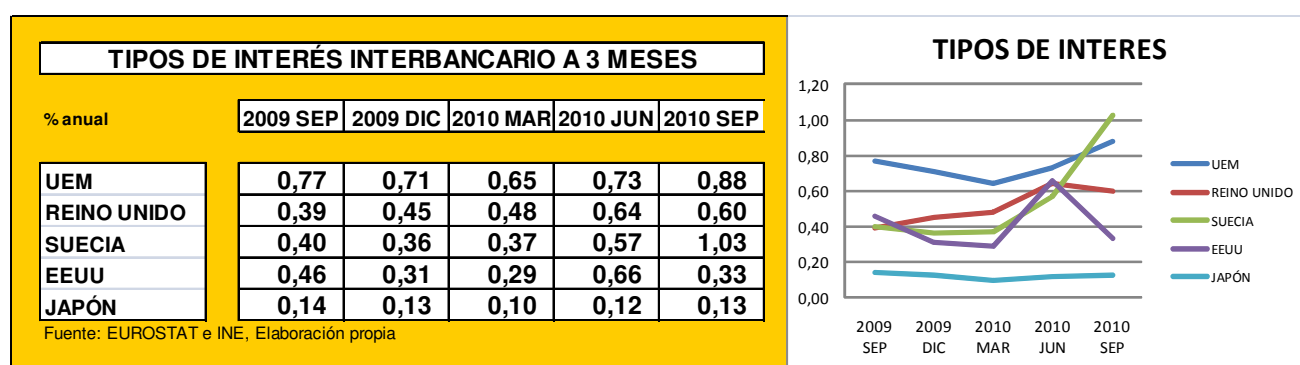 TIPOS DE INTERÉS INTERBANCARIO A 3 MESES
% anual 2009 SEP 2009 DIC 2010 MAR 2010 JUN 2010 SEP
UEM 0,77 0,71 0,65 0,73 0,88
REINO UNIDO 0,39 0,45 0,48 0,64 0,60
SUECIA 0,40 0,36 0,37 0,57 1,03
EEUU 0,46 0,31 0,29 0,66 0,33
JAPÓN 0,14 0,13 0,10 0,12 0,13
Fuente: EUROSTAT e INE, Elaboración propia
TIPOS DE INTERES
1,20
1,00
0,80
0,60
0,40
0,20
0,00
2009 2009 2010 2010 2010
SEP DIC MAR JUN SEP
UEM
REINO UNIDO
SUECIA
EEUU
JAPÓN